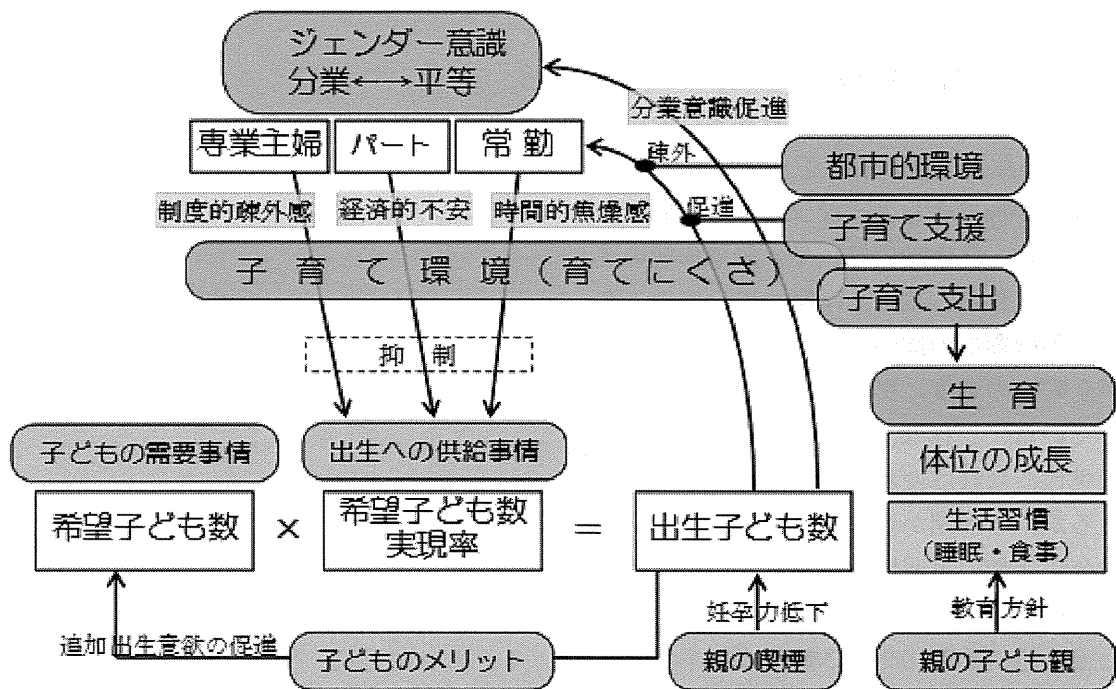 ジェンダー意識
分業←→平等
分業意識促進
専業主婦
パート
常勤
疎外
都市的環境
制度的疎外感
経済的不安
時間的焦燥感
促進
子育て支援
子育て環境(育てにくさ)
子育て支出
抑制
生育
子どもの需要事情
出生への供給事情
体位の成長
希望子ども数
×
希望子ども数
実現率
=
出生子ども数
生活習慣
(睡眠・食事)
追加出生意欲の促進
子どものメリット
妊孕力低下
親の喫煙
教育方針
親の子ども観